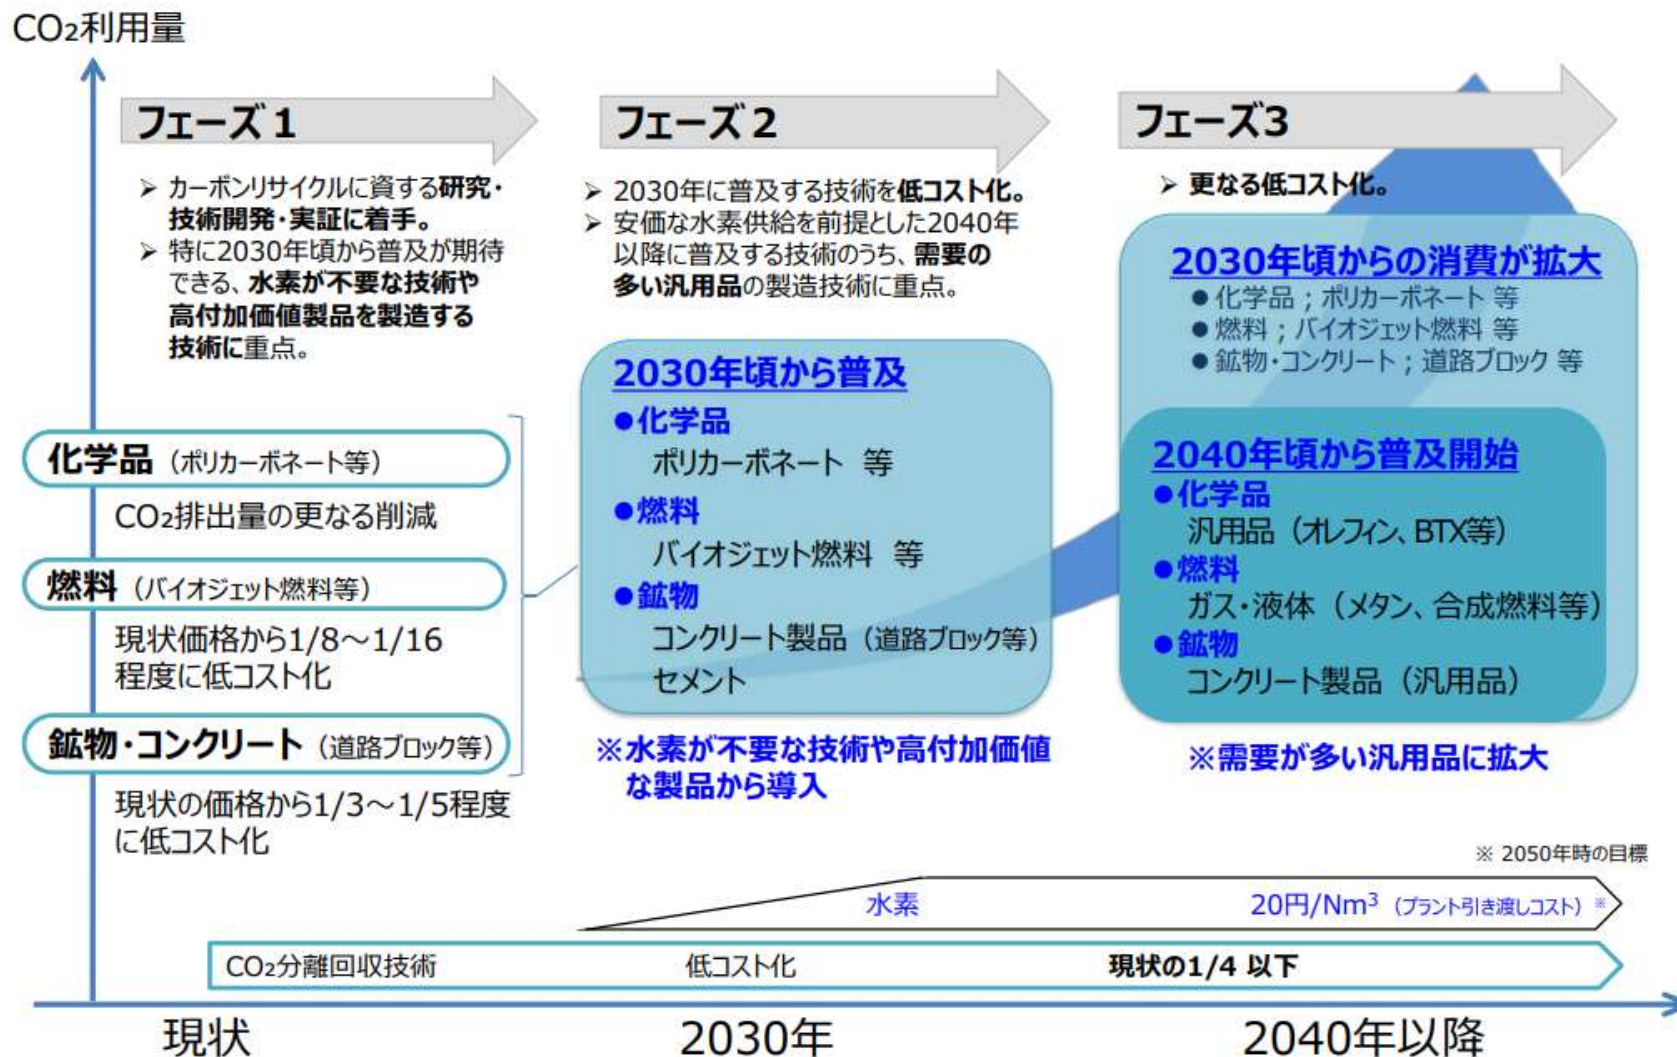 CO₂利用量
フェーズ１
➢ カーボンリサイクルに資する研究・
技術開発・実証に着手。
➢ 特に2030年頃から普及が期待
できる、水素が不要な技術や
高付加価値製品を製造する
技術に重点。
化学品（ポリカーボネート等）
CO₂排出量の更なる削減
燃料（バイオジェット燃料等）
現状価格から1/8～1/16
程度に低コスト化
鉱物・コンクリート（道路ブロック等）
現状の価格から1/3～1/5程度
に低コスト化
フェーズ２
➢ 2030年に普及する技術を低コスト化。
➢ 安価な水素供給を前提とした2040年
以降に普及する技術のうち、需要の
多い汎用品の製造技術に重点。
2030年頃から普及
●化学品
ポリカーボネート 等
●燃料
バイオジェット燃料 等
●鉱物
コンクリート製品（道路ブロック等）
セメント
※水素が不要な技術や高付加価値
な製品から導入
フェーズ3
➢ 更なる低コスト化。
2030年頃からの消費が拡大
●化学品；ポリカーボネート 等
●燃料；バイオジェット燃料 等
●鉱物・コンクリート；道路ブロック 等
2040年頃から普及開始
●化学品
汎用品（オレフィン、BTX等）
●燃料
ガス・液体（メタン、合成燃料等）
●鉱物
コンクリート製品（汎用品）
※需要が多い汎用品に拡大
※ 2050年時の目標
水素 20円/Nm³（プラント引き渡しコスト）※
CO₂分離回収技術 低コスト化 現状の1/4 以下
現状 2030年 2040年以降